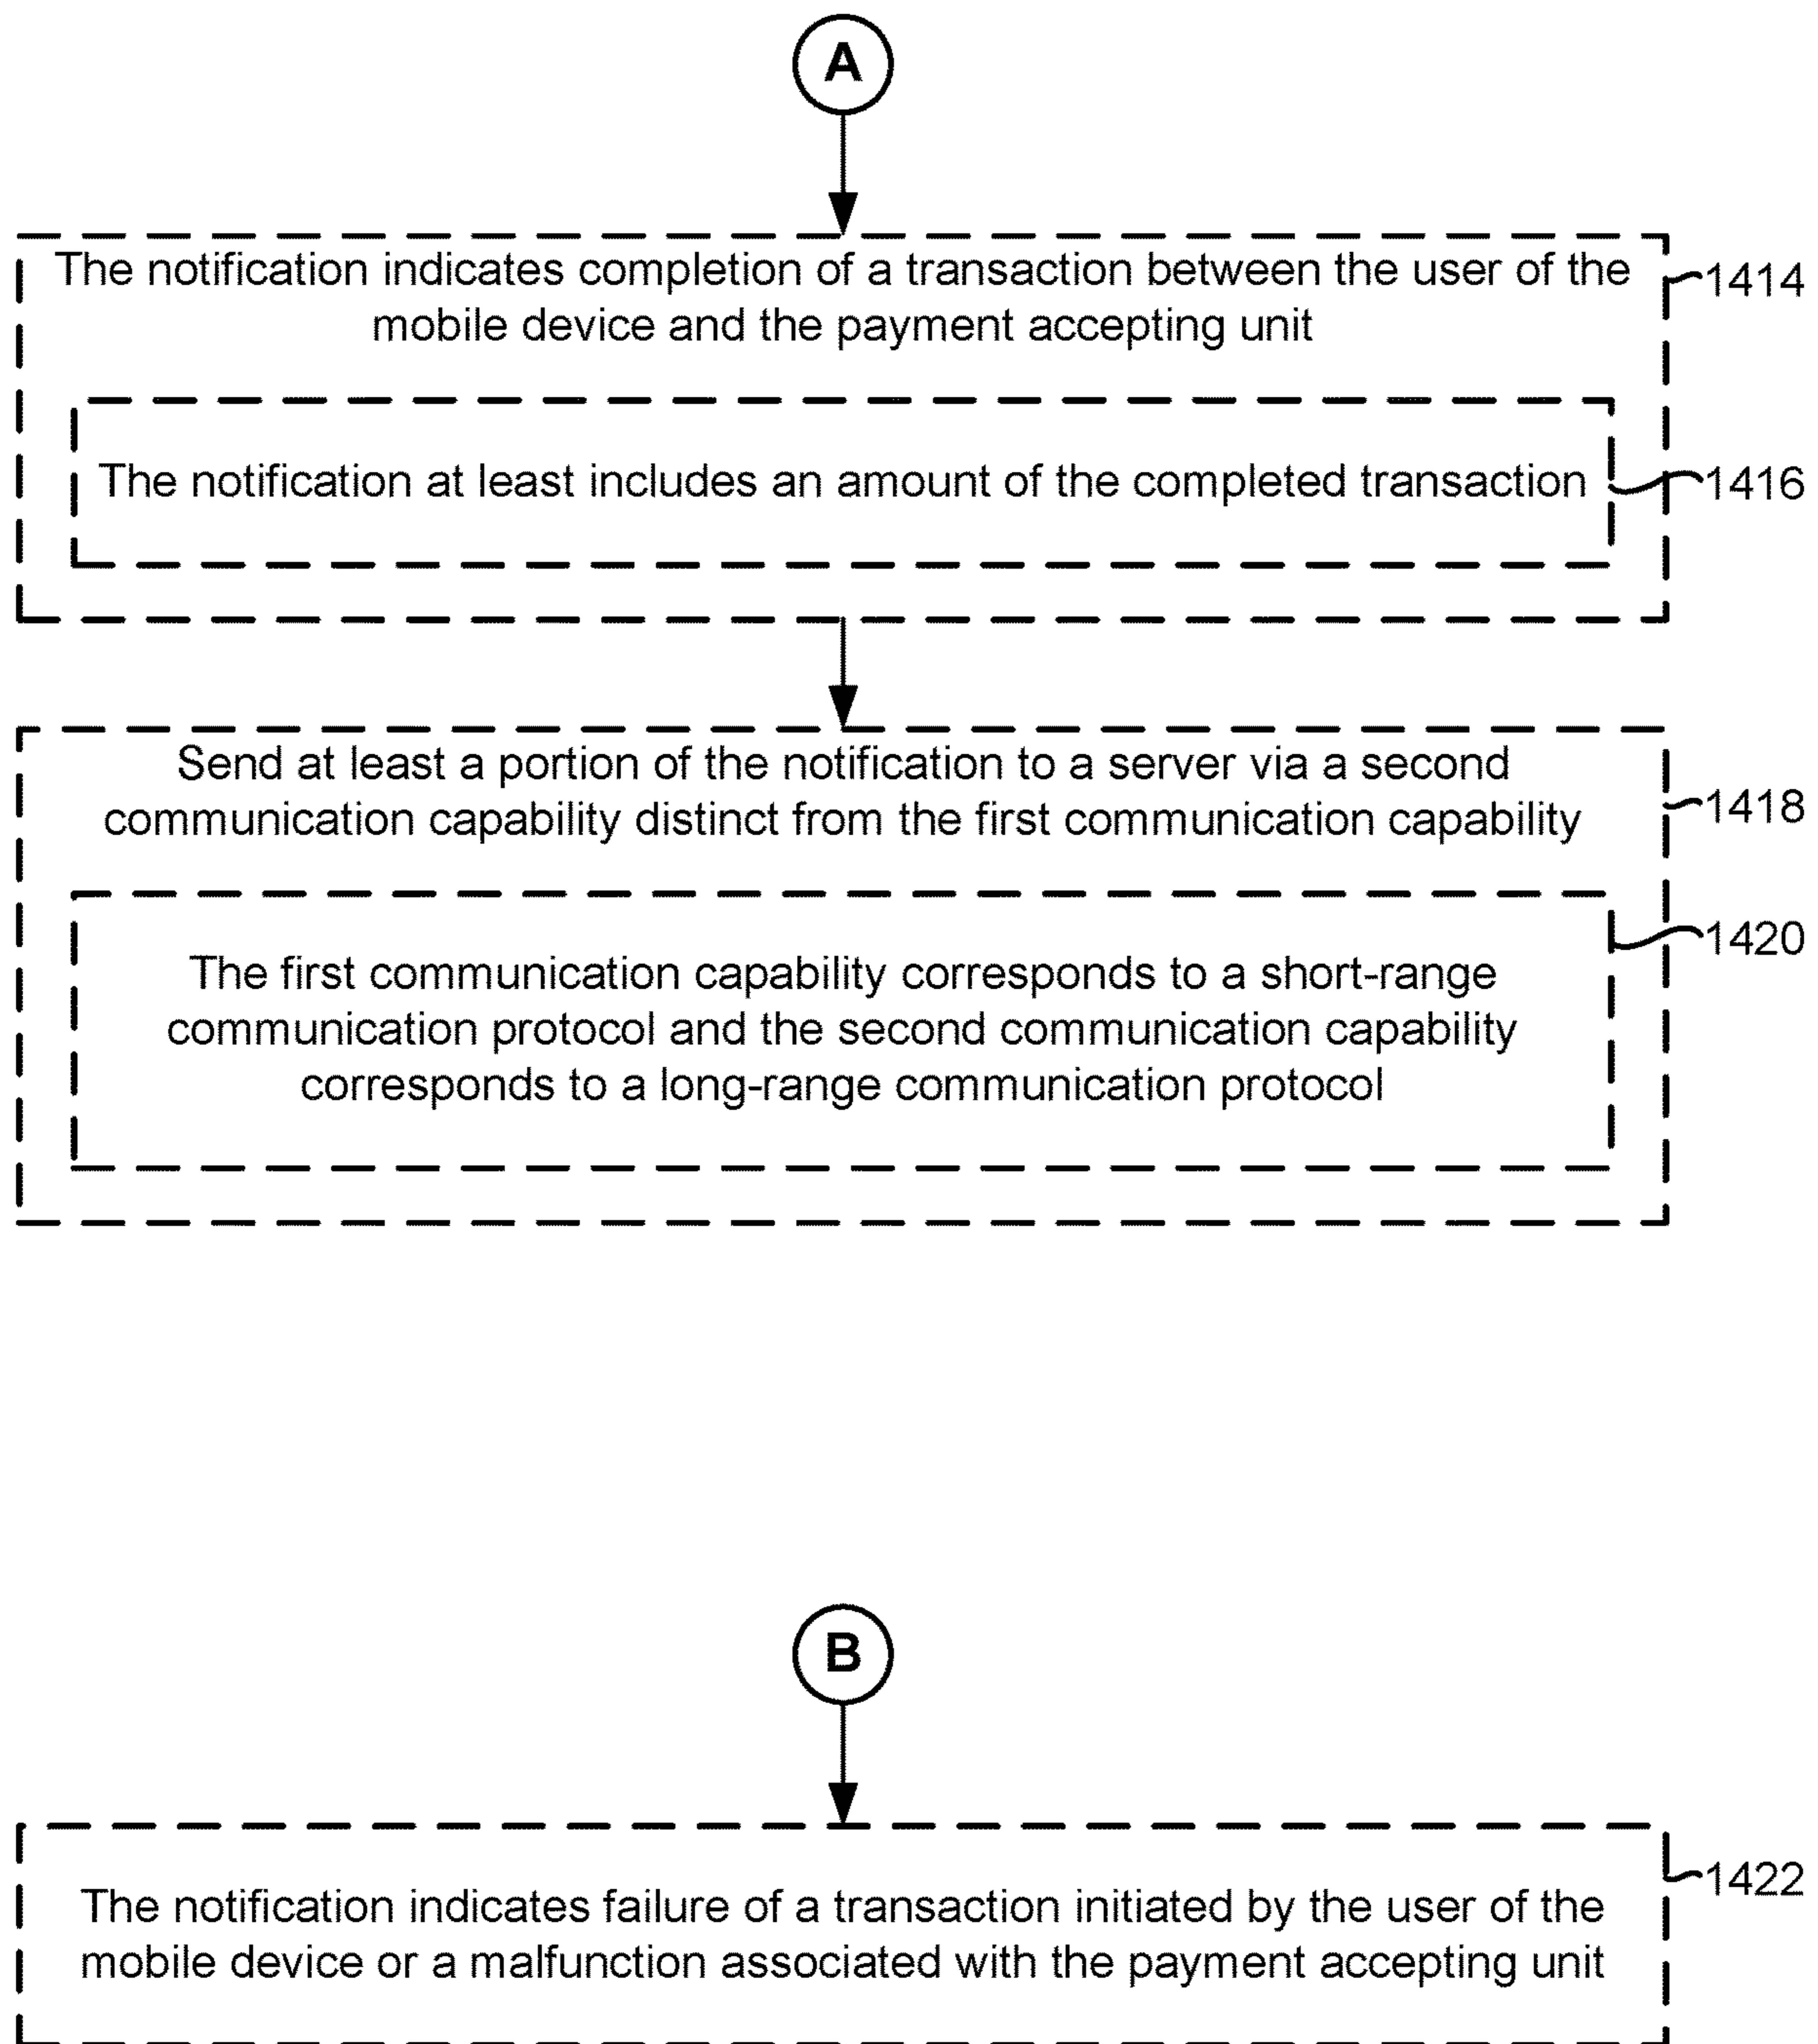 A
The notification indicates completion of a transaction between the user of the
mobile device and the payment accepting unit
1414
The notification at least includes an amount of the completed transaction
1416
Send at least a portion of the notification to a server via a second
communication capability distinct from the first communication capability
1418
The first communication capability corresponds to a short-range
communication protocol and the second communication capability
corresponds to a long-range communication protocol
1420
B
The notification indicates failure of a transaction initiated by the user of the
mobile device or a malfunction associated with the payment accepting unit
1422